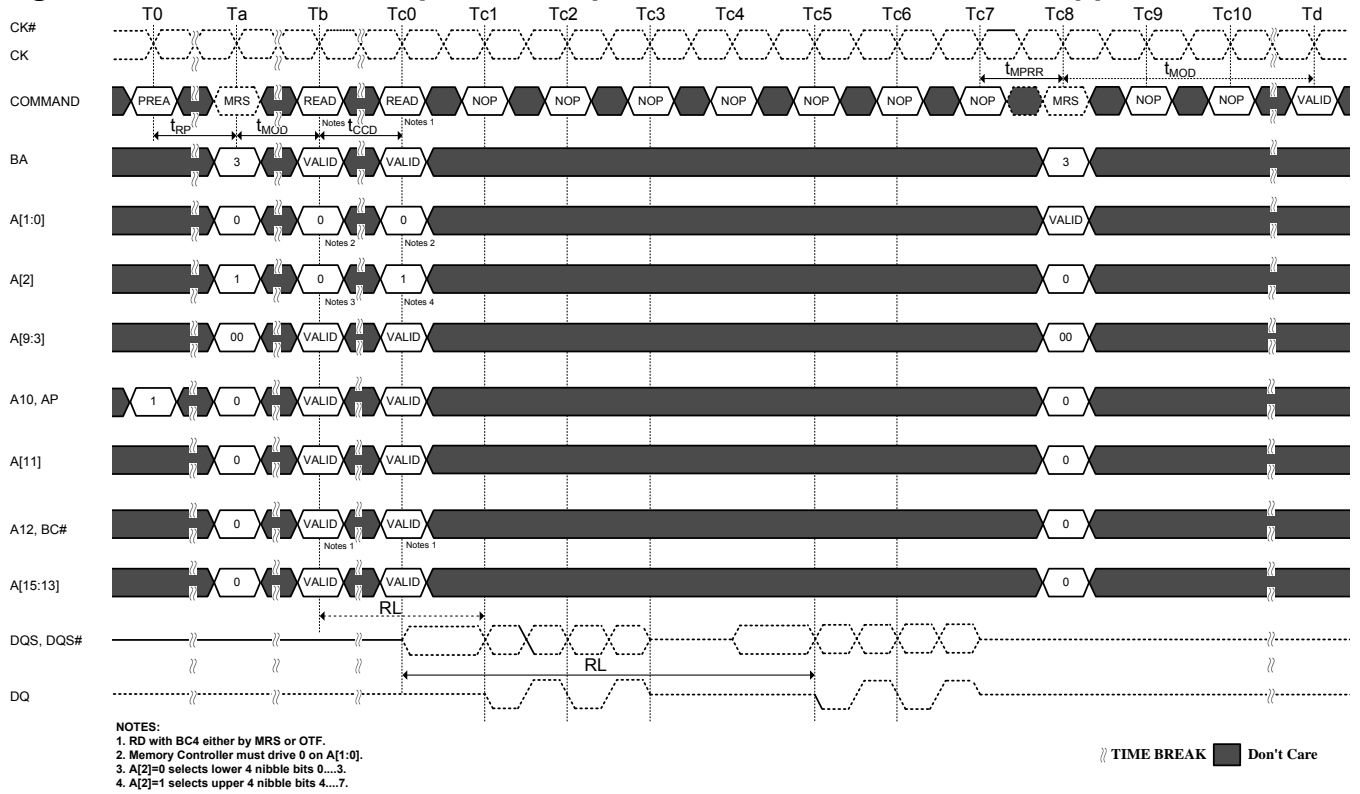 T0 Ta Tb Tc0 Tc1 Tc2 Tc3 Tc4 Tc5 Tc6 Tc7 Tc8 Tc9 Tc10 Td
CK#
CK
tMPRR tMOD
COMMAND PREA MRS READ READ NOP NOP NOP NOP NOP NOP NOP MRS NOP NOP VALID
Notes 1 Notes 1
tRP tMOD tCCD
BA 3 VALID VALID 3
A[1:0] 0 0 0 VALID
Notes 2 Notes 2
A[2] 1 0 1 0
Notes 3 Notes 4
A[9:3] 00 VALID VALID 00
A10, AP 1 0 VALID VALID 0
A[11] 0 VALID VALID 0
A12, BC# 0 VALID VALID 0
Notes 1 Notes 1
A[15:13] 0 VALID VALID 0
RL
DQS, DQS#
RL
DQ
NOTES:
1. RD with BC4 either by MRS or OTF.
2. Memory Controller must drive 0 on A[1:0].
3. A[2]=0 selects lower 4 nibble bits 0....3.
4. A[2]=1 selects upper 4 nibble bits 4....7.
TIME BREAK Don't Care